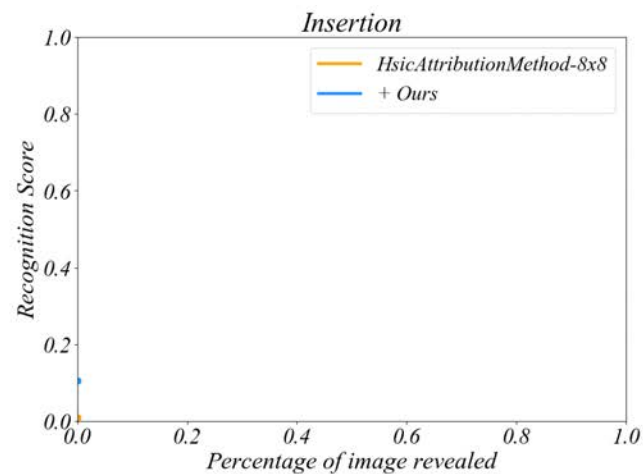 Insertion
1.0
HsicAttributionMethod-8x8
+ Ours
0.8
0.6
0.4
0.2
0.0
Recognition Score
0.0 0.2 0.4 0.6 0.8 1.0
Percentage of image revealed